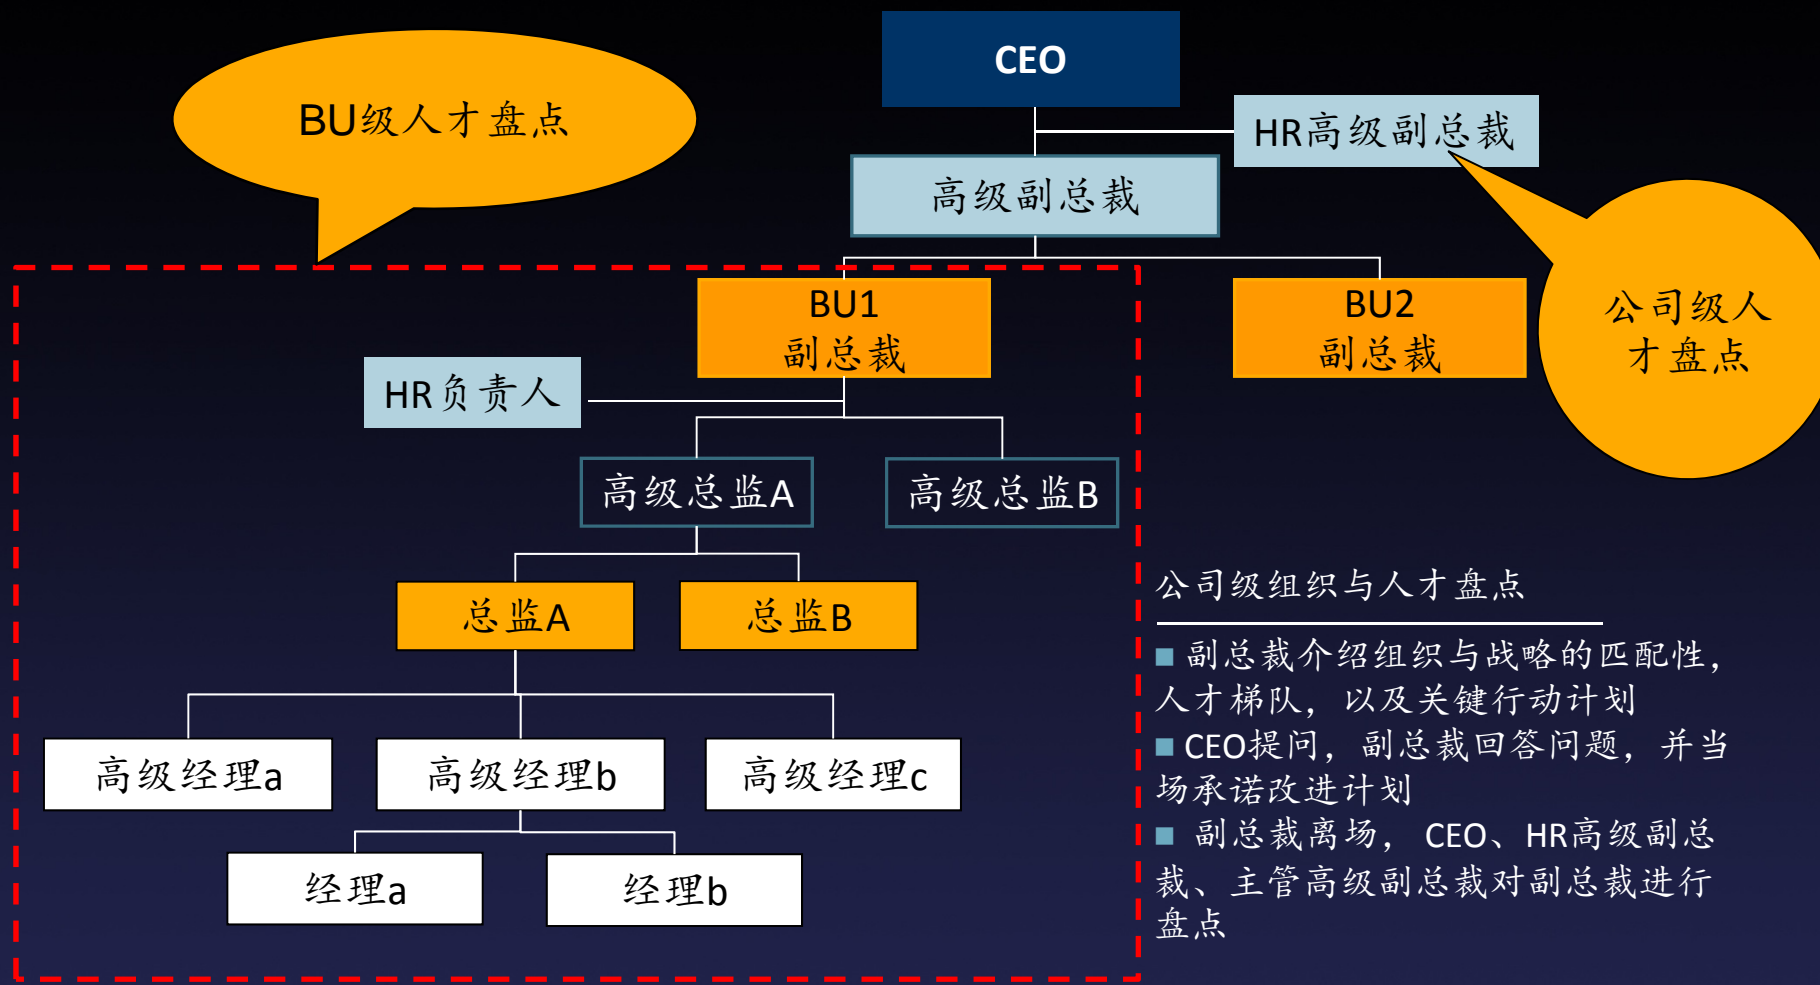 CEO
BU级人才盘点
HR高级副总裁
高级副总裁
BU1
副总裁
BU2
副总裁
公司级人
才盘点
HR负责人
高级总监A
高级总监B
总监A
总监B
高级经理a
高级经理b
高级经理c
经理a
经理b
公司级组织与人才盘点
■ 副总裁介绍组织与战略的匹配性，
人才梯队，以及关键行动计划
■ CEO提问，副总裁回答问题，并当
场承诺改进计划
■ 副总裁离场， CEO、HR高级副总
裁、主管高级副总裁对副总裁进行
盘点